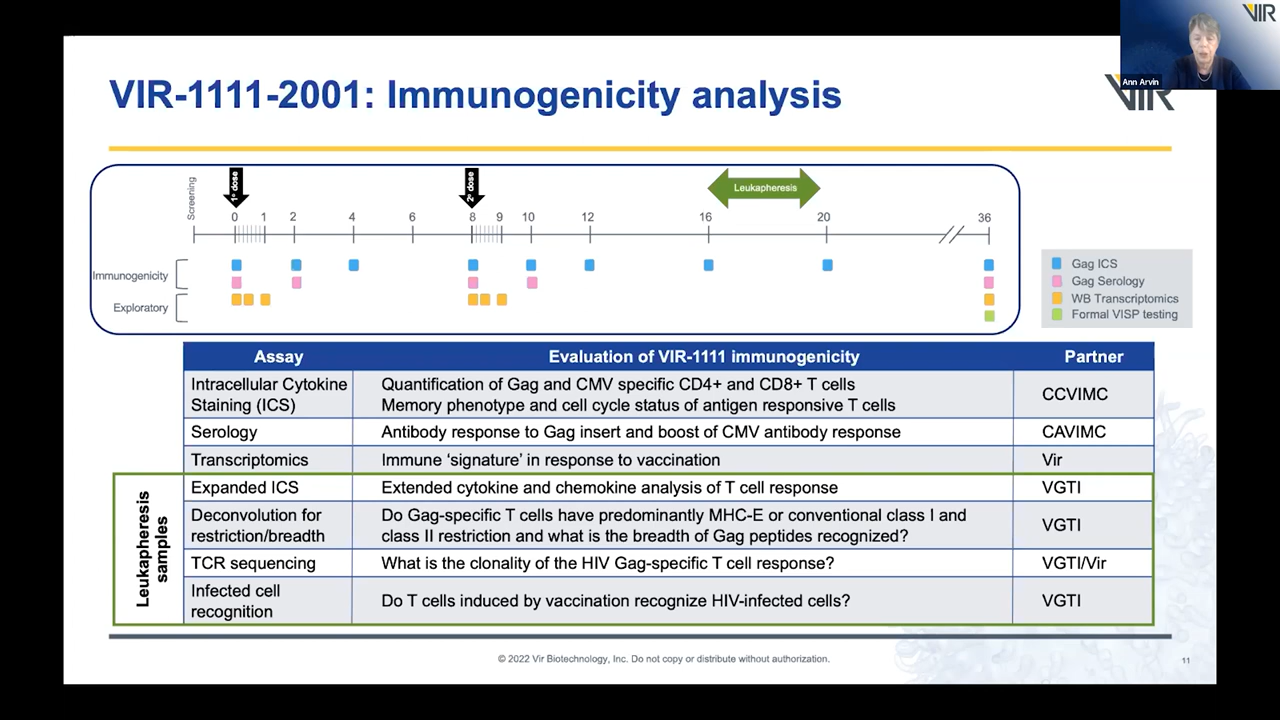 VIR
Ann Arvin
VIR-1111-2001: Immunogenicity analysis
VIR
Screening
1º dose
2º dose
Leukapheresis
0 1 2 4 6 8 9 10 12 16 20 36
Immunogenicity
Exploratory
Gag ICS
Gag Serology
WB Transcriptomics
Formal VISP testing
Assay Evaluation of VIR-1111 immunogenicity Partner
Intracellular Cytokine Quantification of Gag and CMV specific CD4+ and CD8+ T cells
Staining (ICS) Memory phenotype and cell cycle status of antigen responsive T cells
CCVIMC
Serology Antibody response to Gag insert and boost of CMV antibody response CAVIMC
Transcriptomics Immune ‘signature’ in response to vaccination Vir
Leukapheresis
samples
Expanded ICS Extended cytokine and chemokine analysis of T cell response VGTI
Deconvolution for Do Gag-specific T cells have predominantly MHC-E or conventional class I and
restriction/breadth class II restriction and what is the breadth of Gag peptides recognized?
VGTI
TCR sequencing What is the clonality of the HIV Gag-specific T cell response? VGTI/Vir
Infected cell
recognition
Do T cells induced by vaccination recognize HIV-infected cells? VGTI
© 2022 Vir Biotechnology, Inc. Do not copy or distribute without authorization.
11